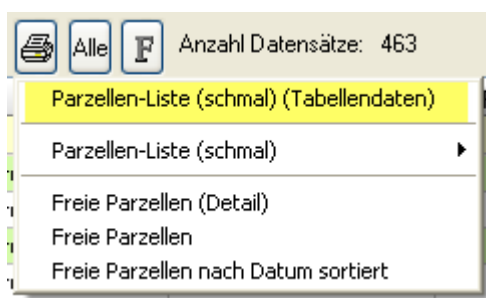 Alle F Anzahl Datensätze: 463
Parzellen-Liste (schmal) (Tabellendaten)
Parzellen-Liste (schmal)
Freie Parzellen (Detail)
Freie Parzellen
Freie Parzellen nach Datum sortiert